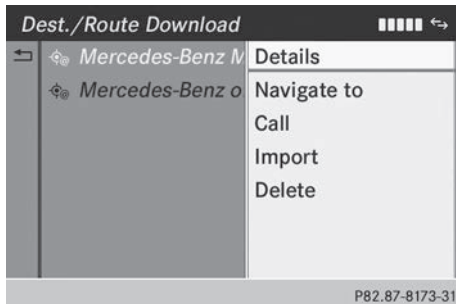 Dest./Route Download
Mercedes-Benz M
Details
Mercedes-Benz o
Navigate to
Call
Import
Delete
P82.87-8173-31